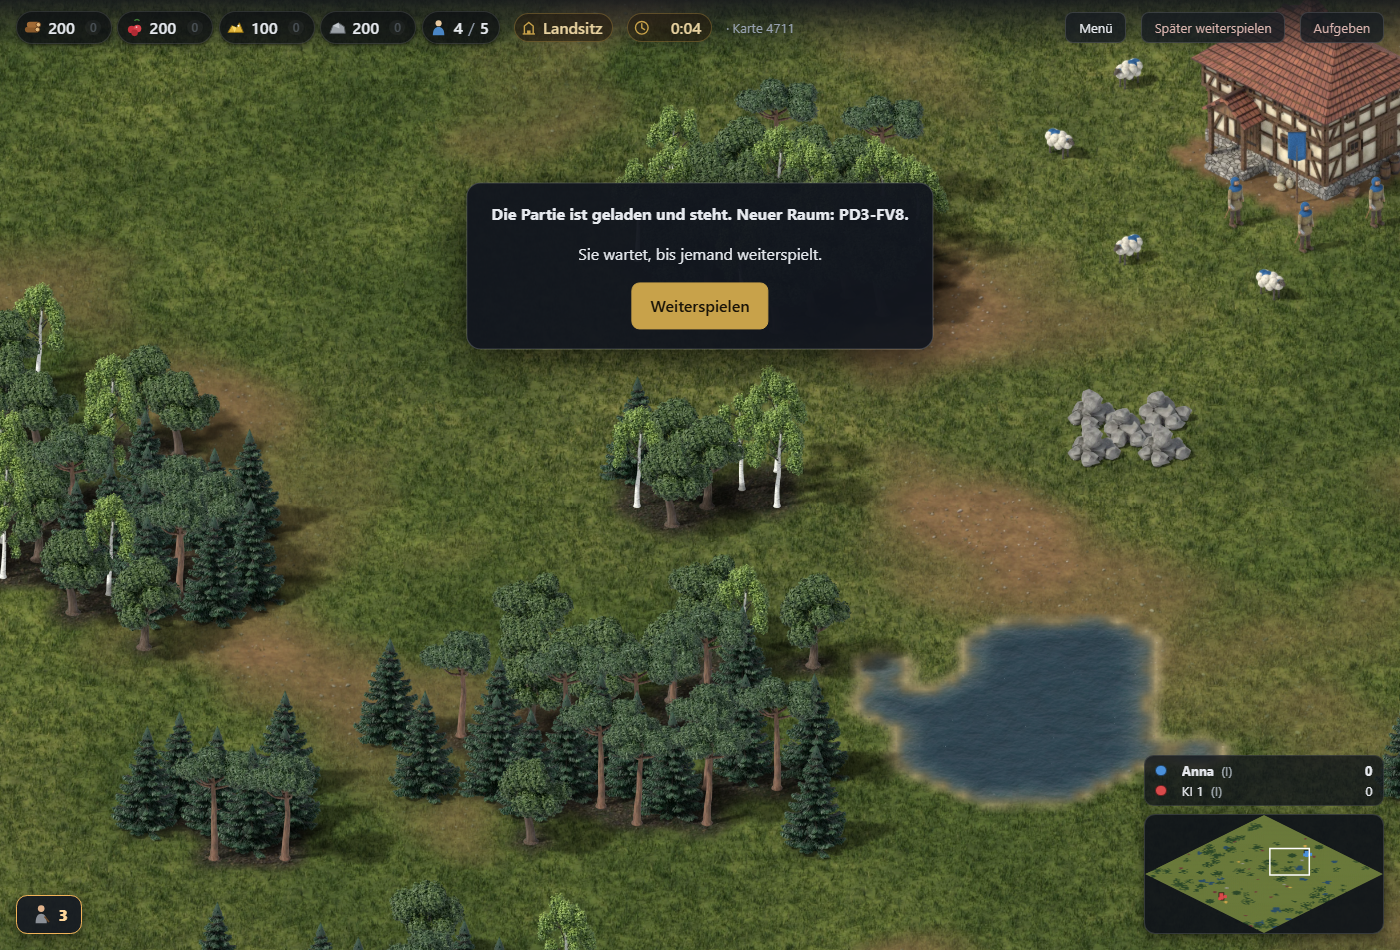 200 0 200 0 100 0 200 0 4 / 5 Landsitz 0:04 · Karte 4711 Menü Später weiterspielen Aufgeben
Die Partie ist geladen und steht. Neuer Raum: PD3-FV8.
Sie wartet, bis jemand weiterspielt.
Weiterspielen
Anna (I) 0
KI 1 (I) 0
3